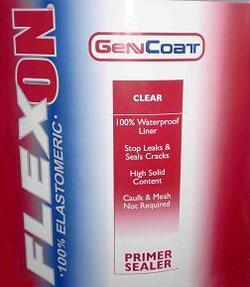 FLEXON®
• 100% ELASTOMERIC •
GENCOAT
CLEAR
100% Waterproof
Liner
Stop Leaks &
Seals Cracks
High Solid
Content
Caulk & Mesh
Not Required
PRIMER
SEALER